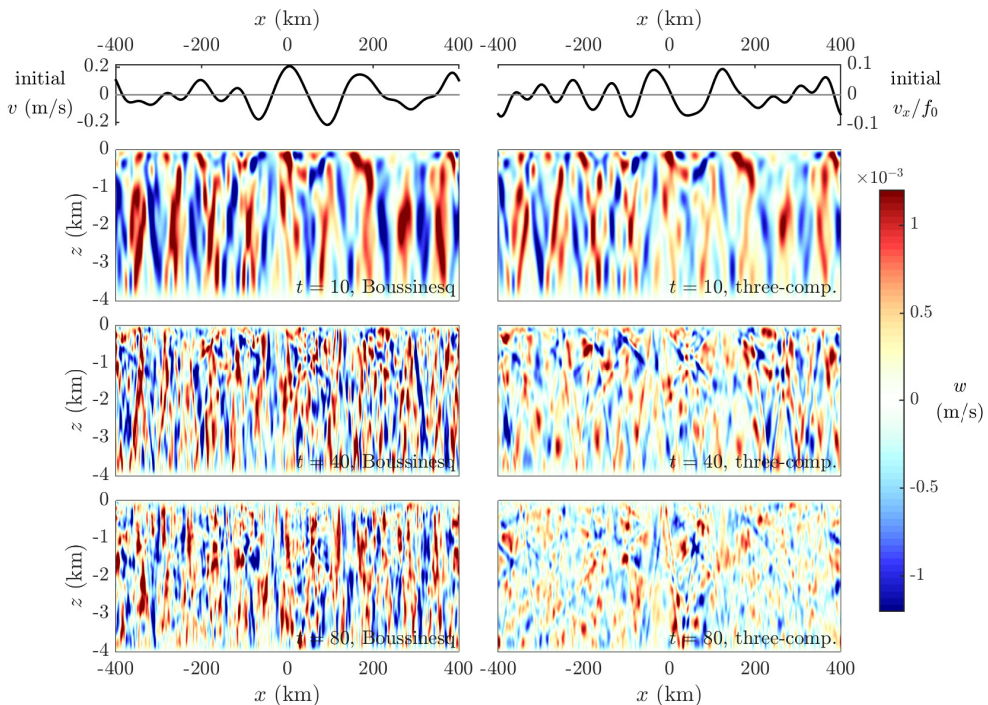 x (km) x (km)
-400 -200 0 200 400 -400 -200 0 200 400
initial v (m/s) 0.2 0 -0.2
0.1 0 -0.1 initial v_x/f_0
z (km) 0 -1 -2 -3 -4
t = 10, Boussinesq
t = 10, three-comp.
z (km) 0 -1 -2 -3 -4
t = 40, Boussinesq
t = 40, three-comp.
z (km) 0 -1 -2 -3 -4
t = 80, Boussinesq
t = 80, three-comp.
-400 -200 0 200 400 -400 -200 0 200 400
x (km) x (km)
×10⁻³
1
0.5
0
-0.5
-1
w
(m/s)